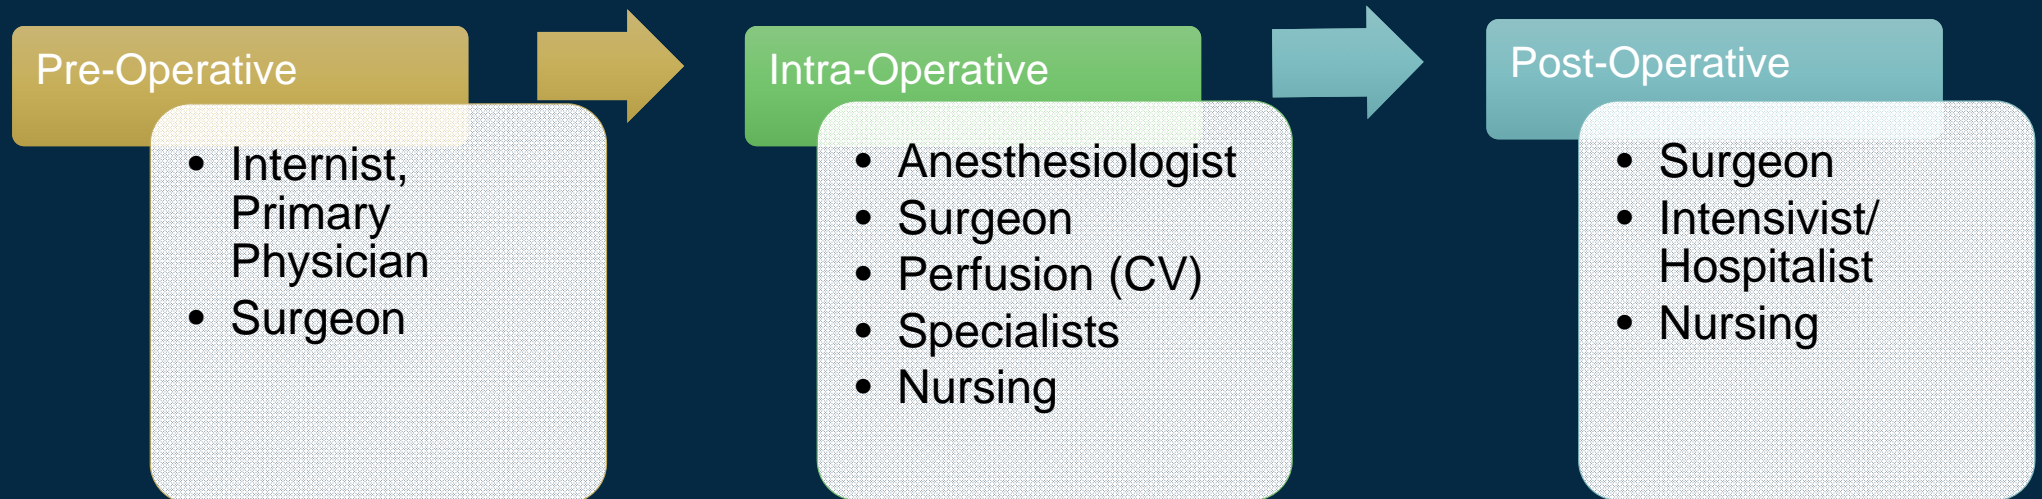 Pre-Operative
• Internist,
Primary
Physician
• Surgeon
Intra-Operative
• Anesthesiologist
• Surgeon
• Perfusion (CV)
• Specialists
• Nursing
Post-Operative
• Surgeon
• Intensivist/
Hospitalist
• Nursing